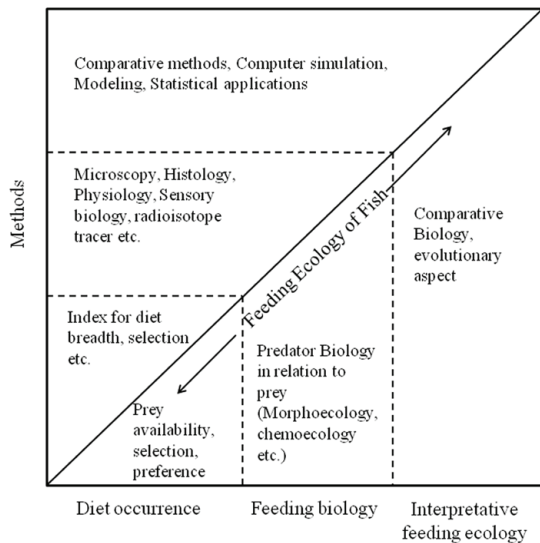 Comparative methods, Computer simulation,
Modeling, Statistical applications
Microscopy, Histology,
Physiology, Sensory
biology, radioisotope
tracer etc.
Index for diet
breadth, selection
etc.
Methods
Feeding Ecology of Fish
Comparative
Biology,
evolutionary
aspect
Predator Biology
in relation to
prey
(Morphoecology,
chemoecology
etc.)
Prey
availability,
selection,
preference
Diet occurrence
Feeding biology
Interpretative
feeding ecology